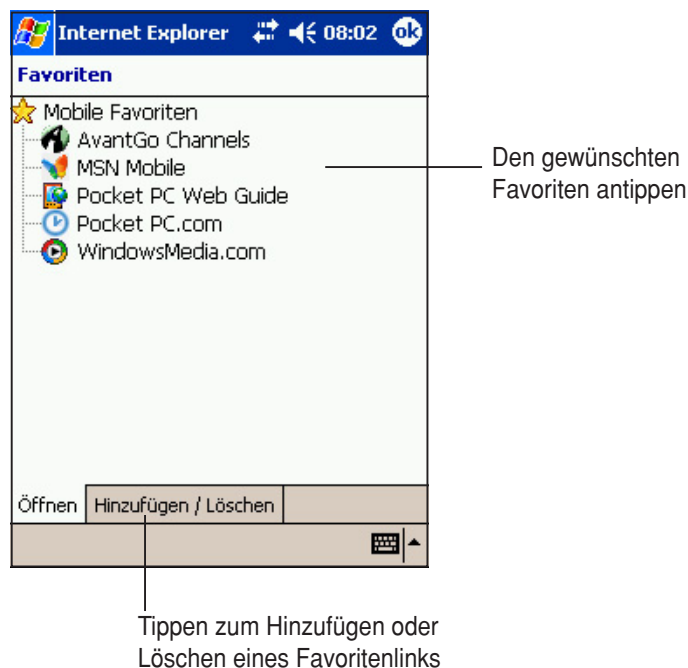 Internet Explorer 08:02 ok
Favoriten
Mobile Favoriten
AvantGo Channels
MSN Mobile
Pocket PC Web Guide
Pocket PC.com
WindowsMedia.com
Den gewünschten
Favoriten antippen
Öffnen Hinzufügen / Löschen
Tippen zum Hinzufügen oder
Löschen eines Favoritenlinks